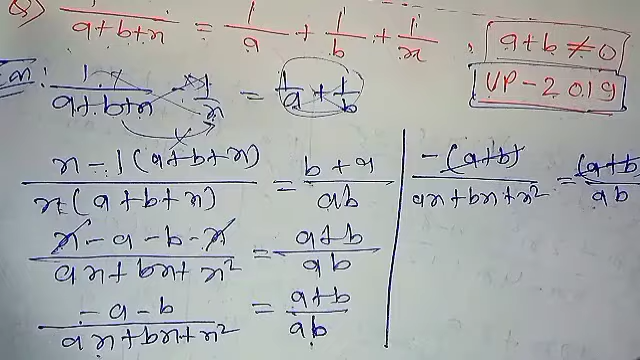 Q) 1/(a+b+x) = 1/a + 1/b + 1/x , a+b≠0
UP-2019
1/(a+b+x) - 1/x = 1/a + 1/b
(x-1(a+b+x))/(x(a+b+x)) = (b+a)/ab
(x-a-b-x)/(ax+bx+x²) = (a+b)/ab
(-a-b)/(ax+bx+x²) = (a+b)/ab
-(a+b)/(ax+bx+x²) = (a+b)/ab